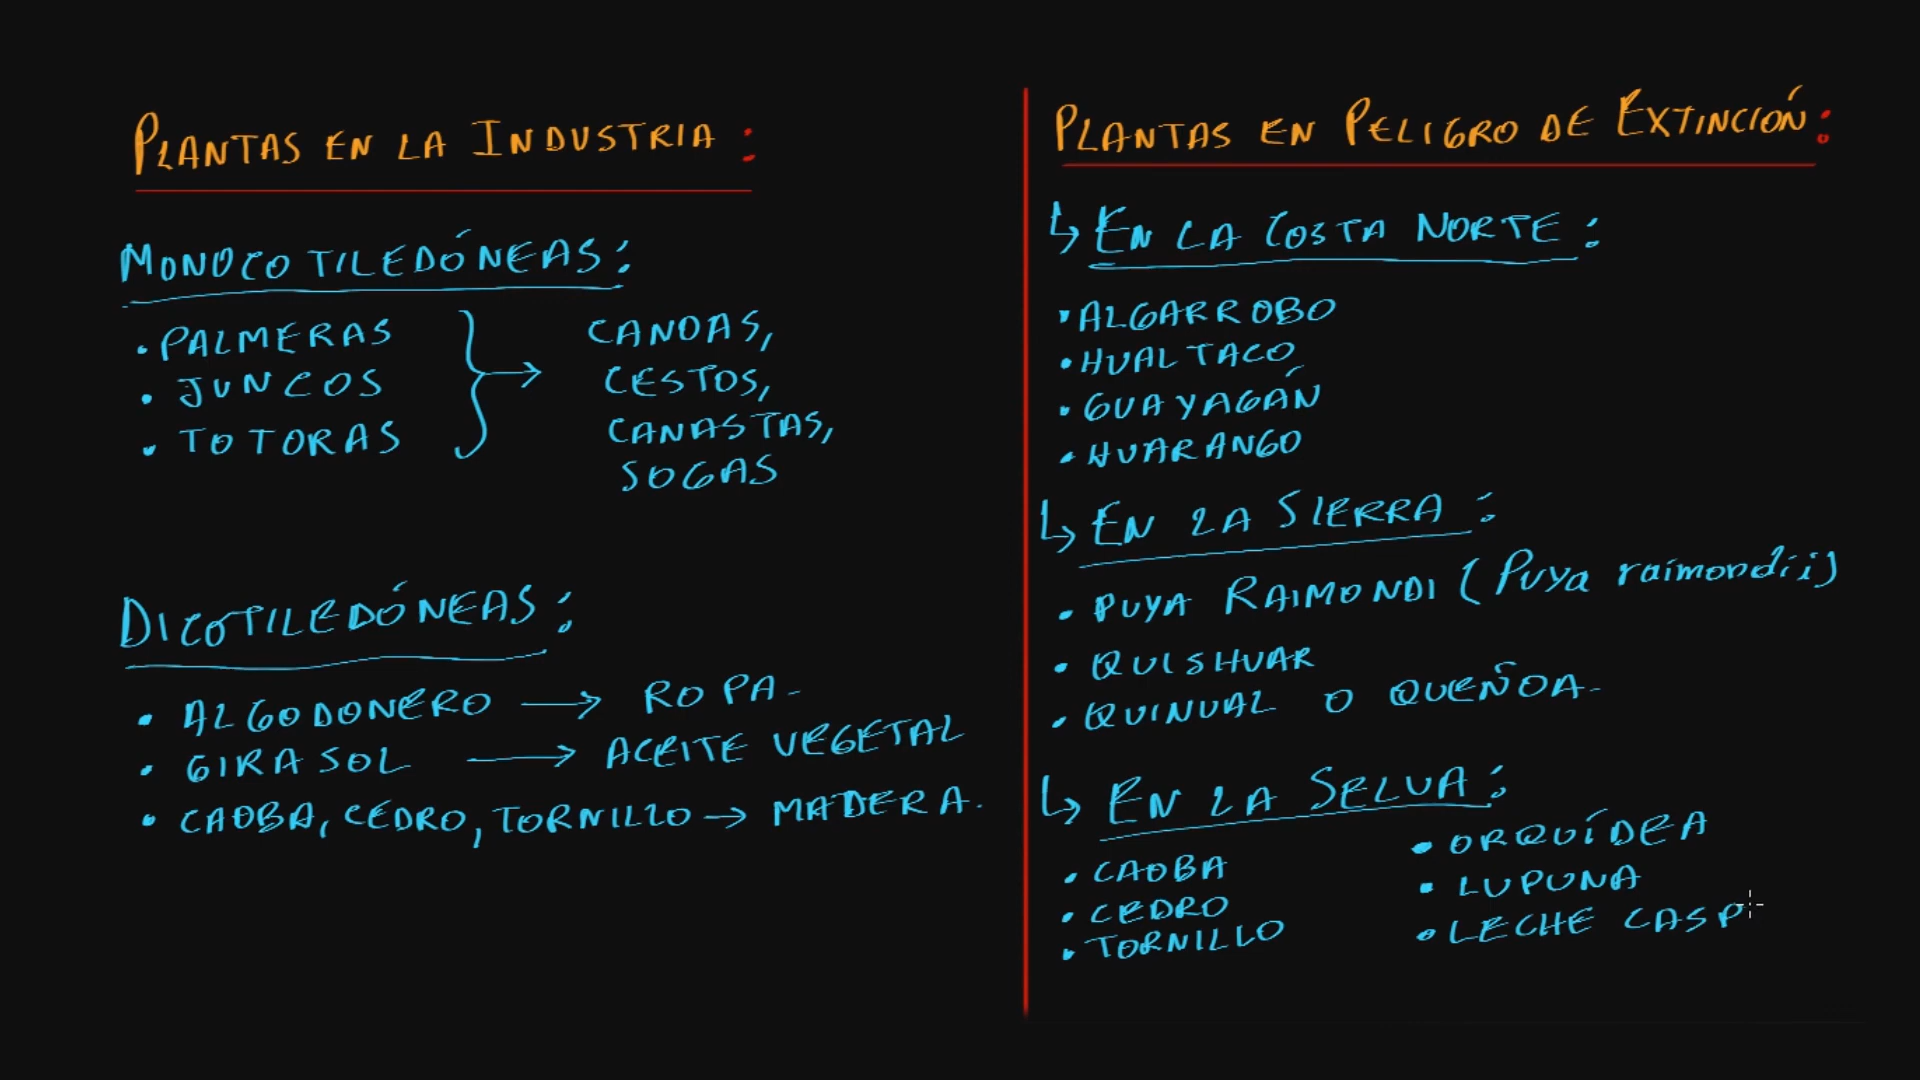 PLANTAS EN LA INDUSTRIA:
MONOCOTILEDÓNEAS:
• PALMERAS
• JUNCOS
• TOTORAS
CANOAS,
CESTOS,
CANASTAS,
SOGAS
DICOTILEDÓNEAS:
• ALGODONERO → ROPA.
• GIRASOL → ACEITE VEGETAL
• CAOBA, CEDRO, TORNILLO → MADERA.
PLANTAS EN PELIGRO DE EXTINCIÓN:
↳ EN LA COSTA NORTE:
• ALGARROBO
• HUALTACO
• GUAYAGÁN
• HUARANGO
↳ EN LA SIERRA:
• PUYA RAIMONDI (Puya raimondii)
• QUISHUAR
• QUINUAL O QUEÑOA.
↳ EN LA SELVA:
• CAOBA
• CEDRO
• TORNILLO
• ORQUÍDEA
• LUPUNA
• LECHE CASP